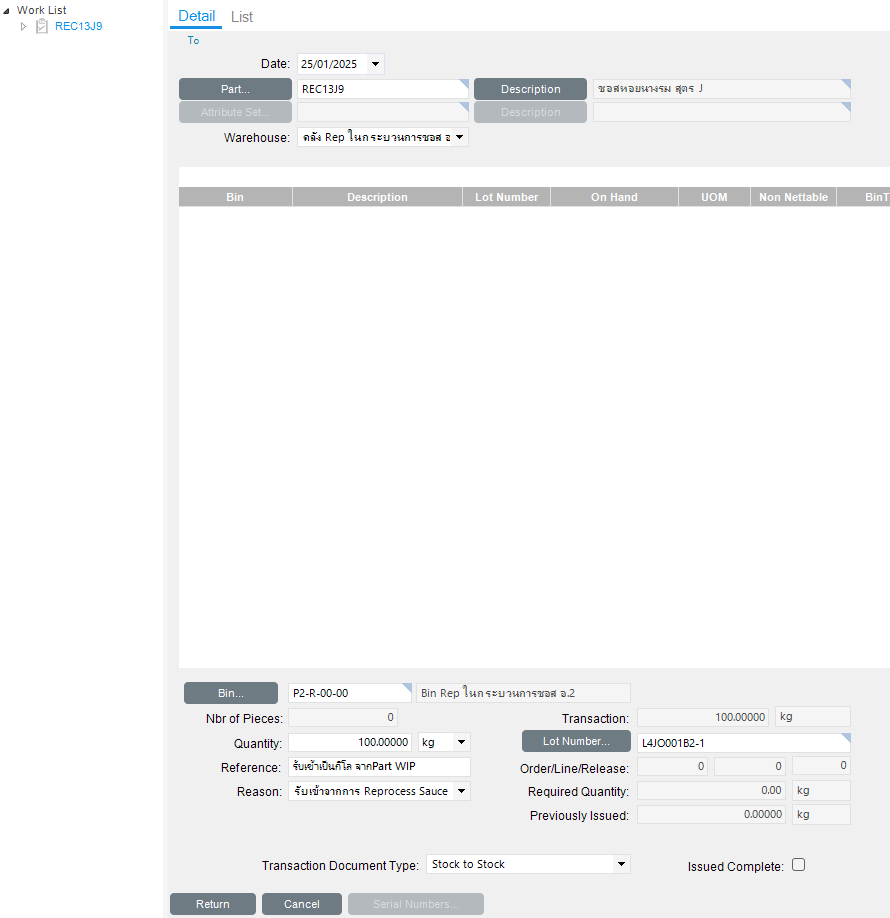 Work List
REC13J9
Detail List
To
Date: 25/01/2025
Part... REC13J9 Description ซอสหอยนางรม สูตร J
Attribute Set... Description
Warehouse: คลัง Rep ในกระบวนการซอส อ
Bin Description Lot Number On Hand UOM Non Nettable BinT
Bin... P2-R-00-00 Bin Rep ในกระบวนการซอส อ.2
Nbr of Pieces: 0 Transaction: 100.00000 kg
Quantity: 100.00000 kg Lot Number... L4JO001B2-1
Reference: รับเข้าเป็นกิโล จากPart WIP Order/Line/Release: 0 0 0
Reason: รับเข้าจากการ Reprocess Sauce Required Quantity: 0.00 kg
Previously Issued: 0.00000 kg
Transaction Document Type: Stock to Stock Issued Complete:
Return Cancel Serial Numbers...